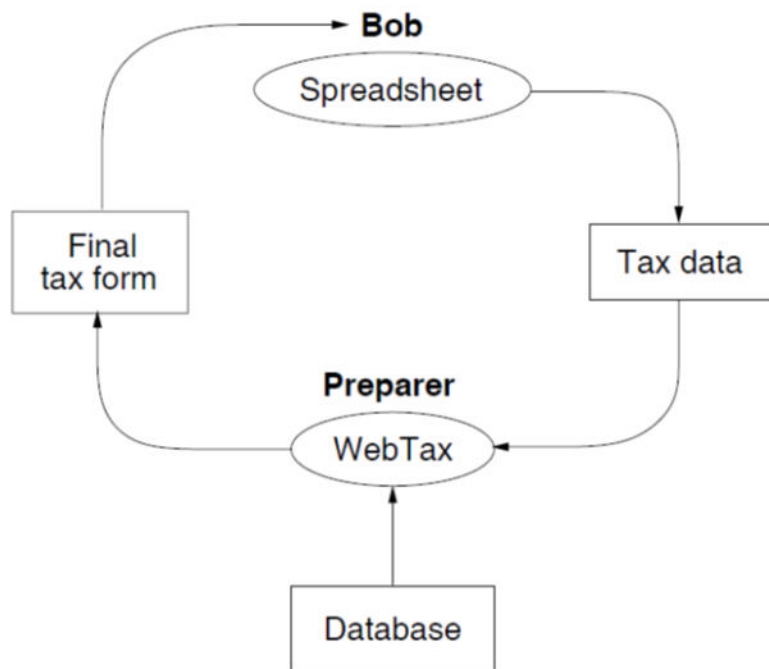 Bob
Spreadsheet
Final
tax form
Tax data
Preparer
WebTax
Database